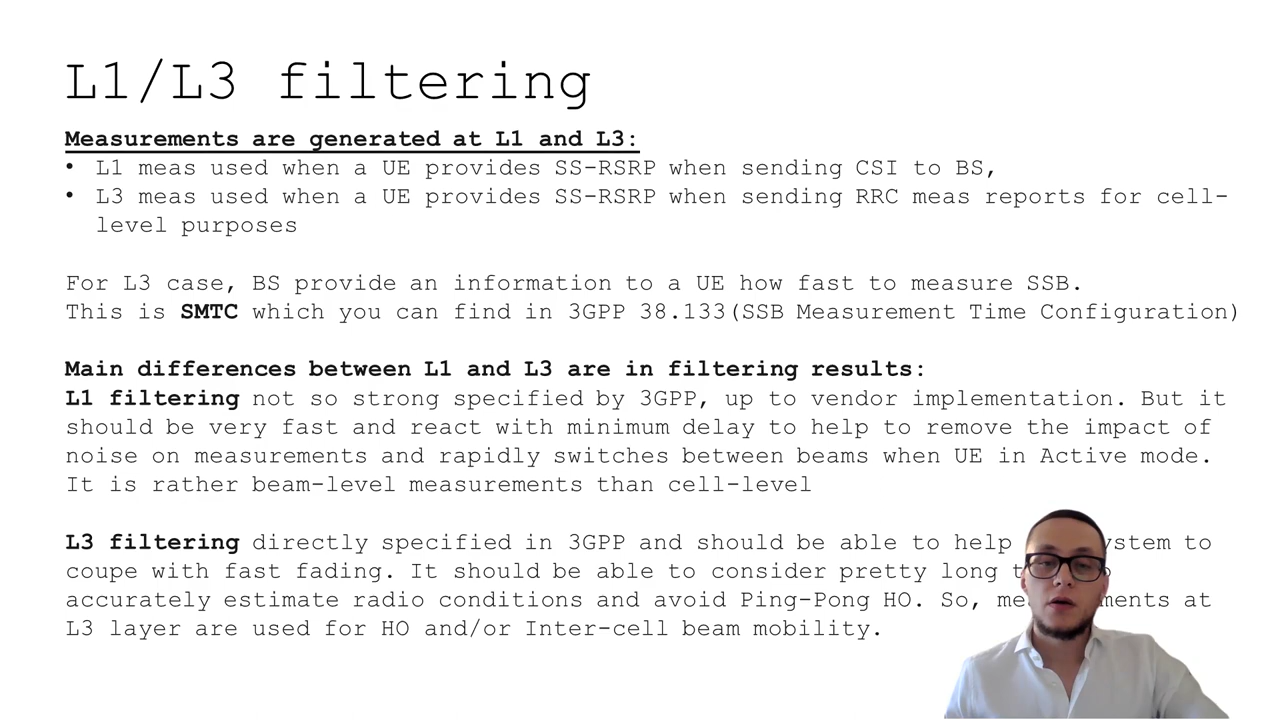 L1/L3 filtering
Measurements are generated at L1 and L3:
• L1 meas used when a UE provides SS-RSRP when sending CSI to BS,
• L3 meas used when a UE provides SS-RSRP when sending RRC meas reports for cell-
level purposes
For L3 case, BS provide an information to a UE how fast to measure SSB.
This is SMTC which you can find in 3GPP 38.133(SSB Measurement Time Configuration)
Main differences between L1 and L3 are in filtering results:
L1 filtering not so strong specified by 3GPP, up to vendor implementation. But it
should be very fast and react with minimum delay to help to remove the impact of
noise on measurements and rapidly switches between beams when UE in Active mode.
It is rather beam-level measurements than cell-level
L3 filtering directly specified in 3GPP and should be able to help to
coupe with fast fading. It should be able to consider pretty long
accurately estimate radio conditions and avoid Ping-Pong HO. So, at
L3 layer are used for HO and/or Inter-cell beam mobility.